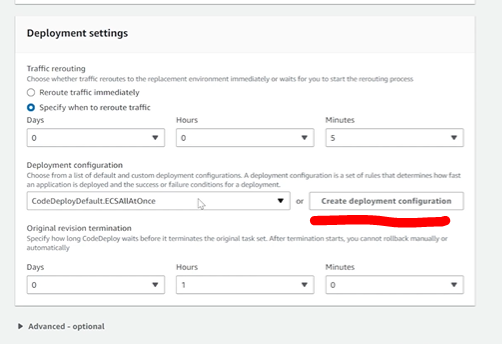 Deployment settings
Traffic rerouting
Choose whether traffic reroutes to the replacement environment immediately or waits for you to start the rerouting process
Reroute traffic immediately
Specify when to reroute traffic
Days Hours Minutes
0 0 5
Deployment configuration
Choose from a list of default and custom deployment configurations. A deployment configuration is a set of rules that determines how fast
an application is deployed and the success or failure conditions for a deployment.
CodeDeployDefault.ECSAllAtOnce or Create deployment configuration
Original revision termination
Specify how long CodeDeploy waits before it terminates the original task set. After termination starts, you cannot rollback manually or
automatically
Days Hours Minutes
0 1 0
Advanced - optional